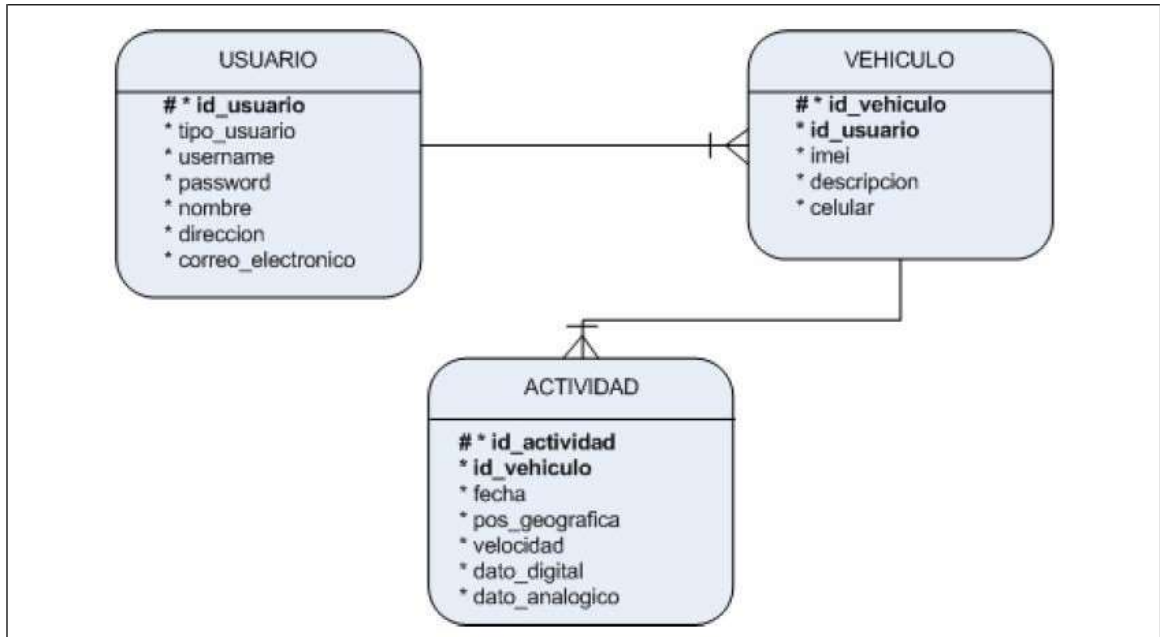 USUARIO
# * id_usuario
* tipo_usuario
* username
* password
* nombre
* direccion
* correo_electronico
VEHICULO
# * id_vehiculo
* id_usuario
* imei
* descripcion
* celular
ACTIVIDAD
# * id_actividad
* id_vehiculo
* fecha
* pos_geografica
* velocidad
* dato_digital
* dato_analogico